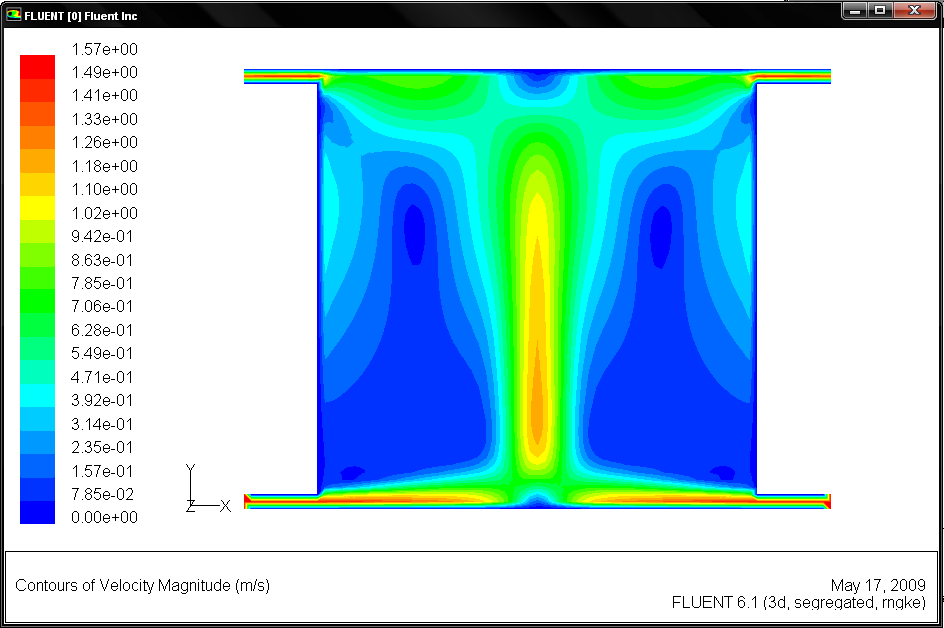 FLUENT [0] Fluent Inc
1.57e+00
1.49e+00
1.41e+00
1.33e+00
1.26e+00
1.18e+00
1.10e+00
1.02e+00
9.42e-01
8.63e-01
7.85e-01
7.06e-01
6.28e-01
5.49e-01
4.71e-01
3.92e-01
3.14e-01
2.35e-01
1.57e-01
7.85e-02
0.00e+00
Y
Z X
Contours of Velocity Magnitude (m/s)
May 17, 2009
FLUENT 6.1 (3d, segregated, rngke)